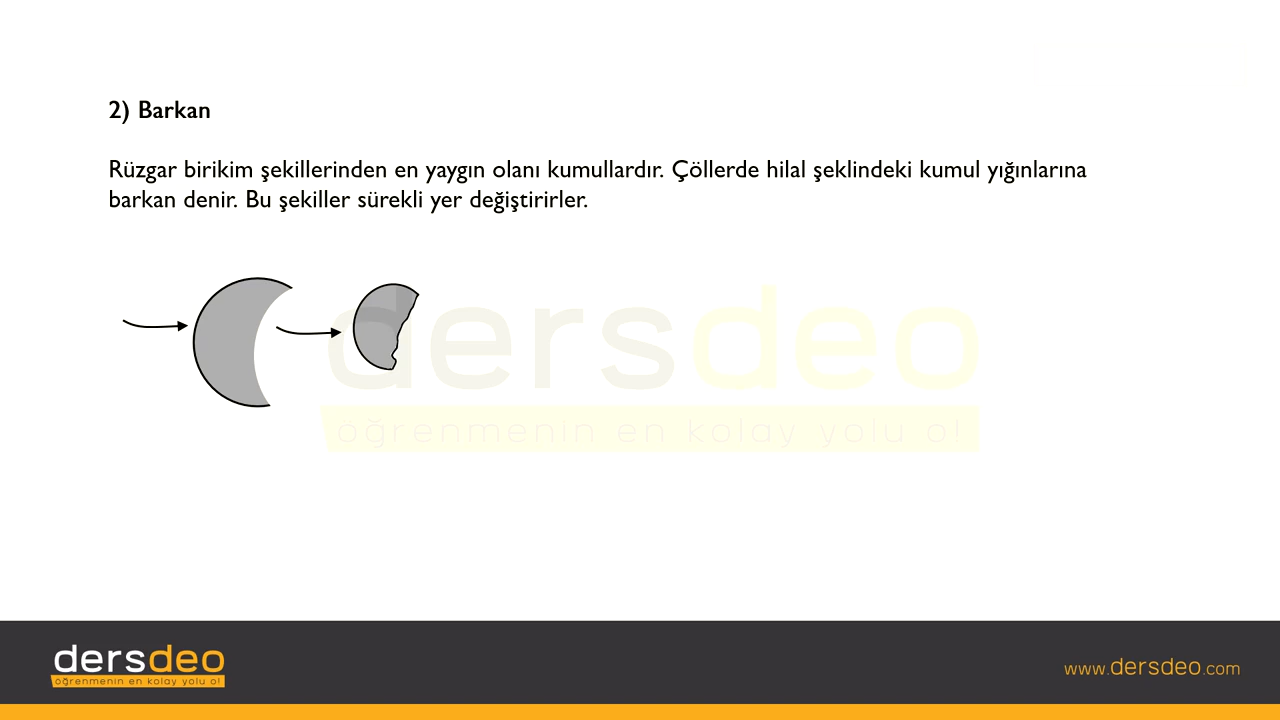 2) Barkan
Rüzgar birikim şekillerinden en yaygın olanı kumullardır. Çöllerde hilal şeklindeki kumul yığınlarına
barkan denir. Bu şekiller sürekli yer değiştirirler.
dersdeo
öğrenmenin en kolay yolu o!
dersdeo
öğrenmenin en kolay yolu o!
www.dersdeo.com